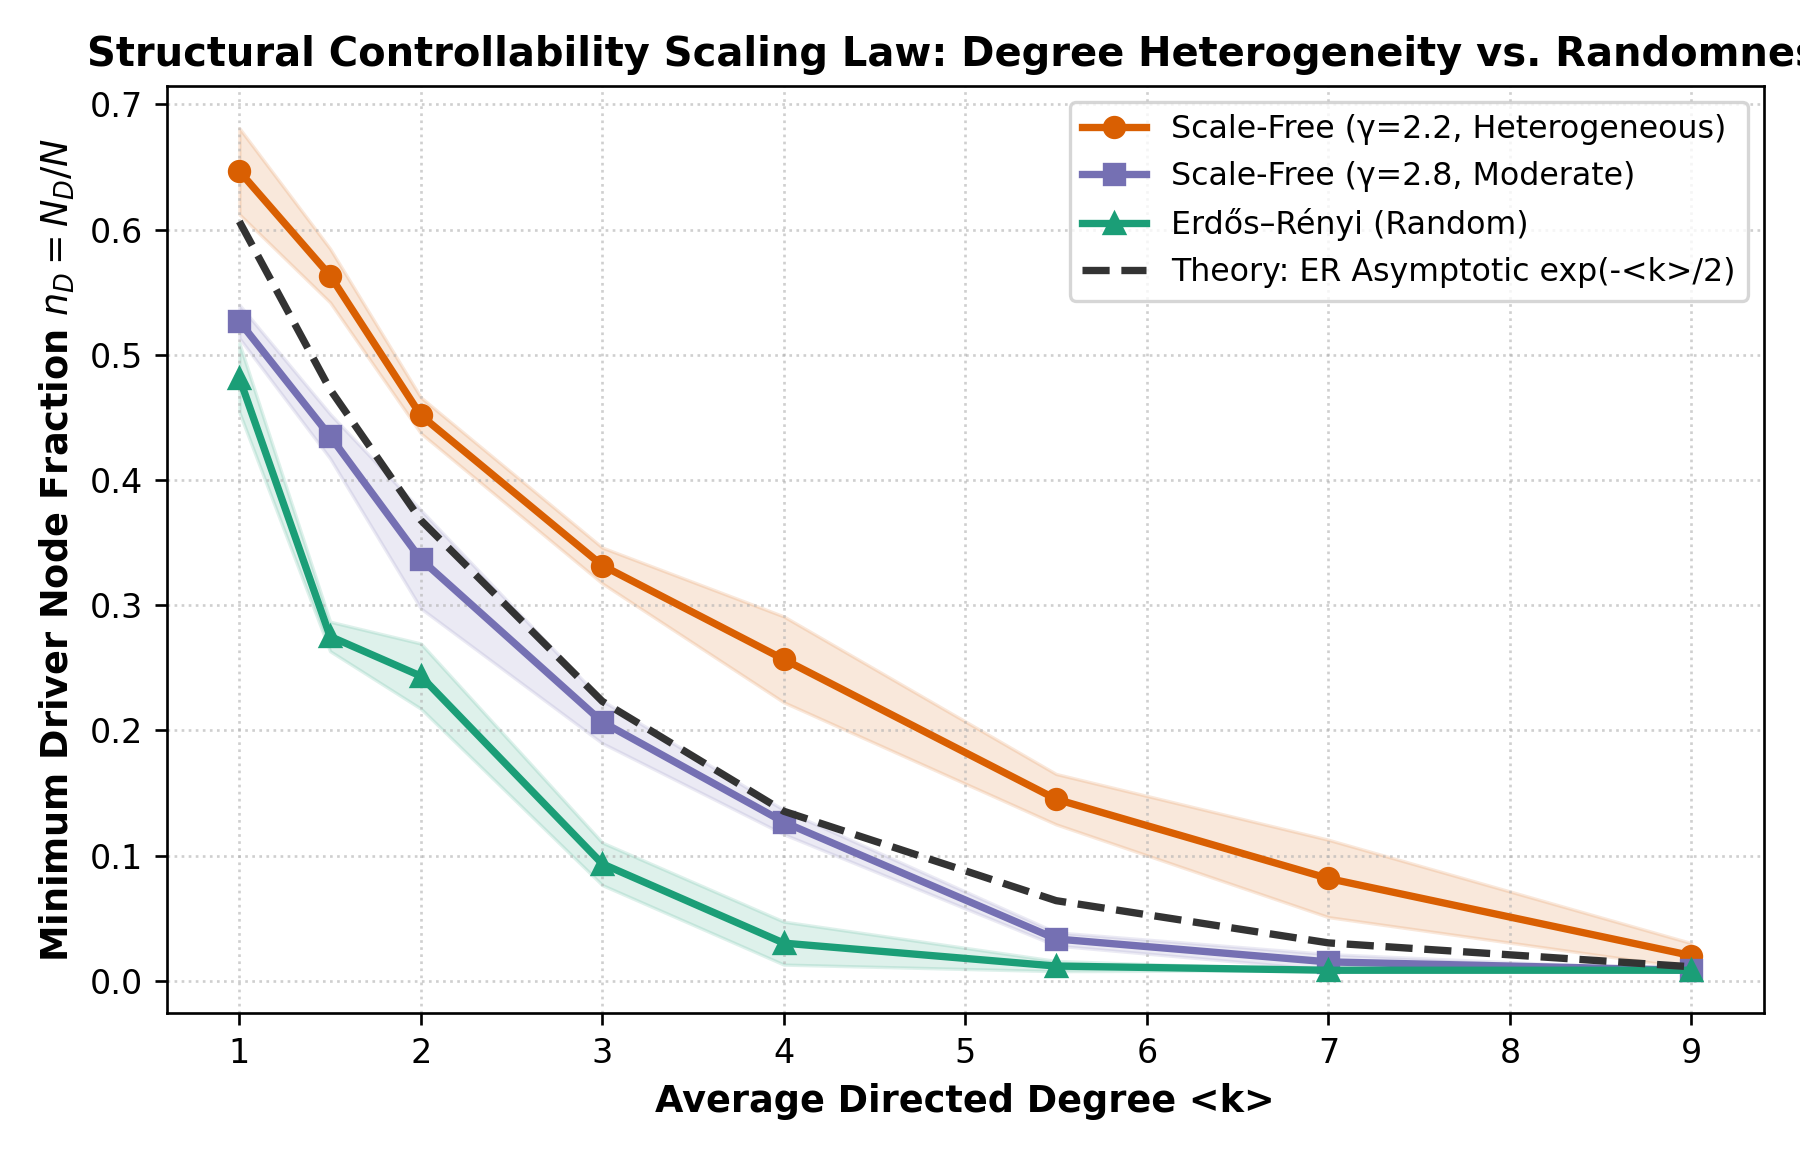 Structural Controllability Scaling Law: Degree Heterogeneity vs. Randomnes
Minimum Driver Node Fraction n_D = N_D/N
0.7
0.6
0.5
0.4
0.3
0.2
0.1
0.0
Scale-Free (γ=2.2, Heterogeneous)
Scale-Free (γ=2.8, Moderate)
Erdős–Rényi (Random)
Theory: ER Asymptotic exp(-<k>/2)
1 2 3 4 5 6 7 8 9
Average Directed Degree <k>